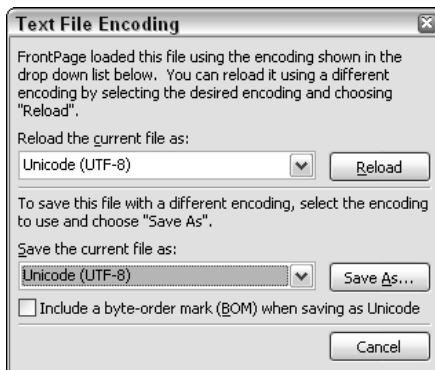 Text File Encoding
FrontPage loaded this file using the encoding shown in the
drop down list below. You can reload it using a different
encoding by selecting the desired encoding and choosing
"Reload".
Reload the current file as:
Unicode (UTF-8)
Reload
To save this file with a different encoding, select the encoding
to use and choose "Save As".
Save the current file as:
Unicode (UTF-8)
Save As...
Include a byte-order mark (BOM) when saving as Unicode
Cancel